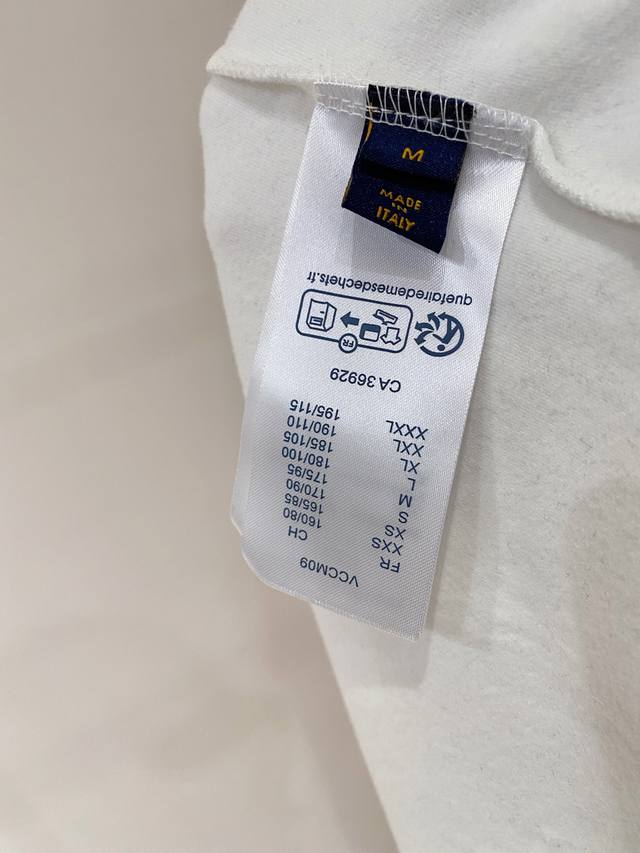 M
MADE
IN
ITALY
VCCM09
FR CH
XXS 160/80
XS 165/85
S 170/90
M 175/95
L 180/100
XL 185/105
XXL 190/110
XXXL 195/115
CA 36929
FR
quefairedemesdechets.fr